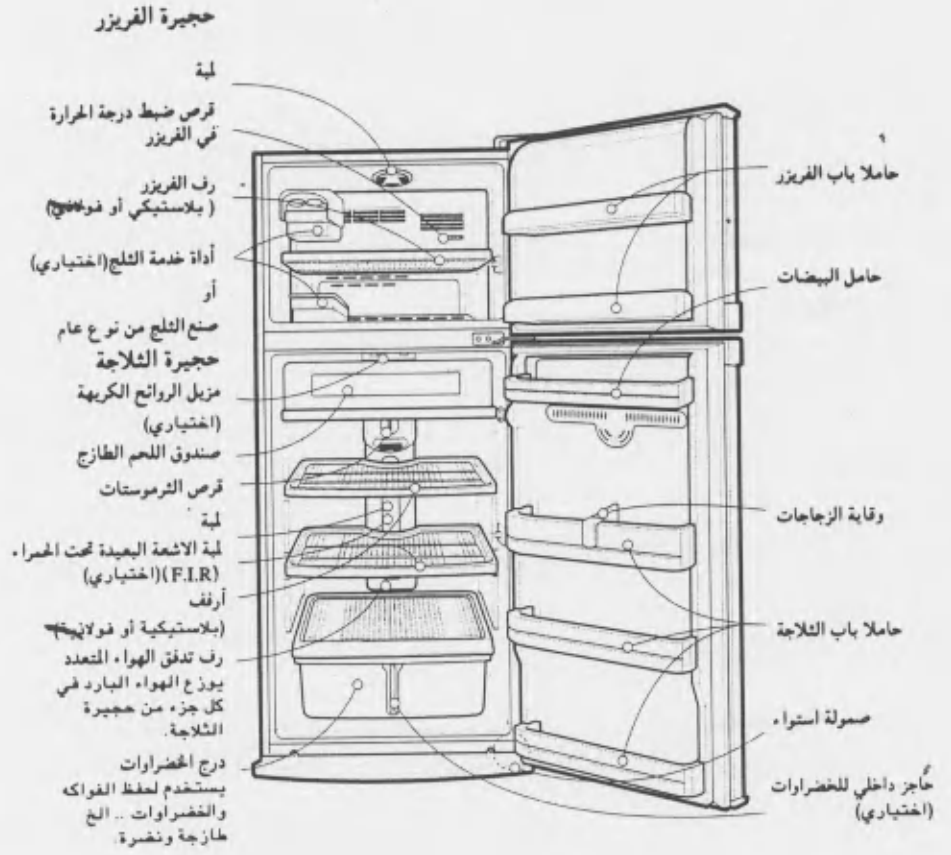 حجيرة الفريزر
لمبة
قرص ضبط درجة الحرارة
في الفريزر
رف الفريزر
(بلاستيكي أو فولاذي)
أداة خدمة الثلج(اختياري)
أو
صنع الثلج من نوع عام
حجيرة الثلاجة
مزيل الروائح الكريهة
(اختياري)
صندوق اللحم الطازج
قرص الثرموستات
لمبة
لمبة الاشعة البعيدة تحت الحمراء
(F.I.R)(اختياري)
أرفف
(بلاستيكية أو فولاذية)
رف تدفق الهواء المتعدد
يوزع الهواء البارد في
كل جزء من حجيرة
الثلاجة.
درج الخضراوات
يستخدم لحفظ الفواكه
والخضراوات .. الخ
طازجة ونضرة.
حاملا باب الفريزر
حامل البيضات
وقاية الزجاجات
حاملا باب الثلاجة
صمولة استواء
حاجز داخلي للخضراوات
(اختياري)